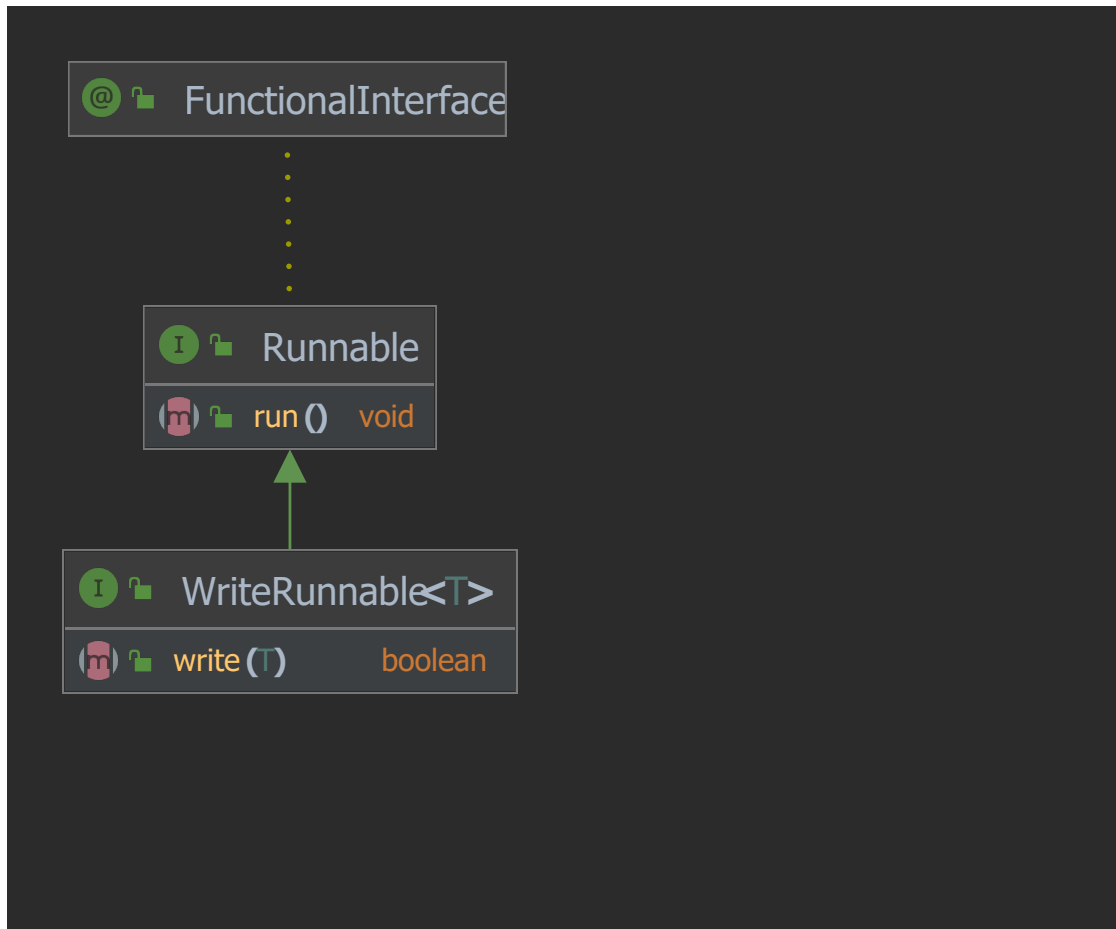 @ FunctionalInterface
I Runnable
m run() void
I WriteRunnable<T>
m write(T) boolean